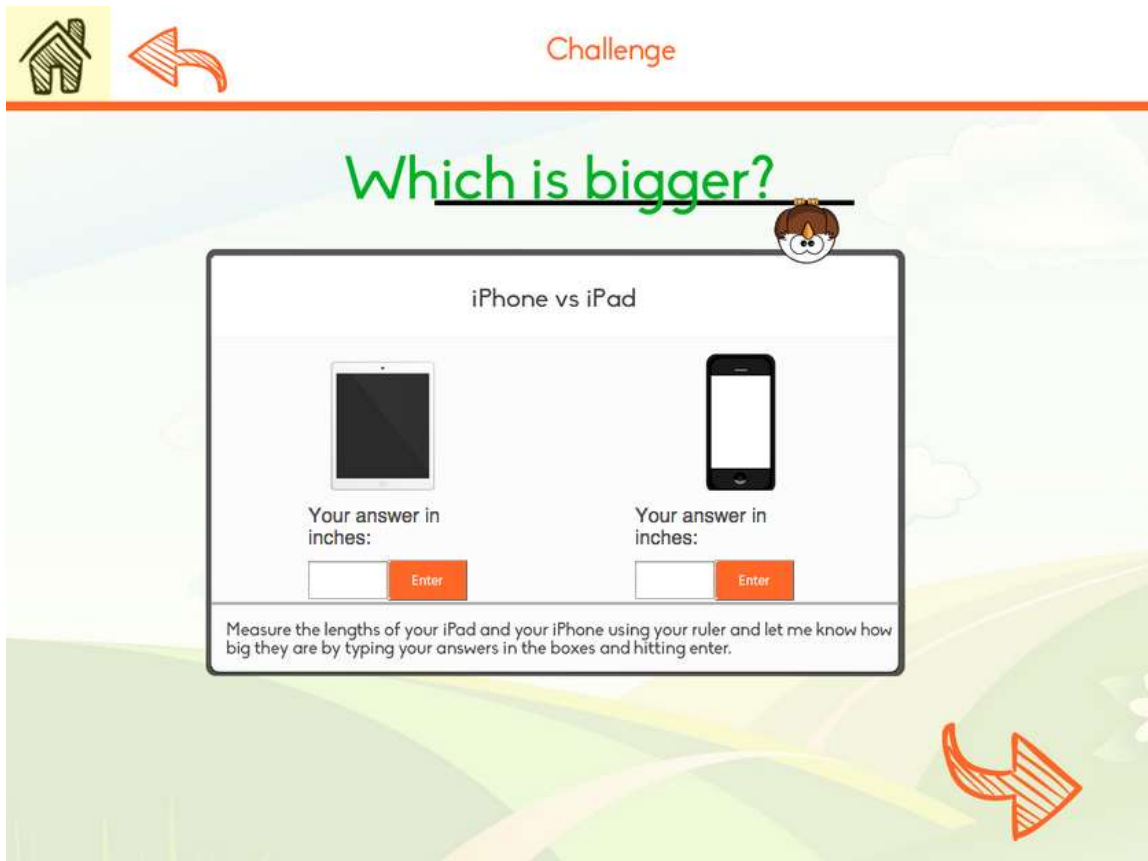 Challenge
Which is bigger?
iPhone vs iPad
Your answer in
inches:
Enter
Your answer in
inches:
Enter
Measure the lengths of your iPad and your iPhone using your ruler and let me know how
big they are by typing your answers in the boxes and hitting enter.